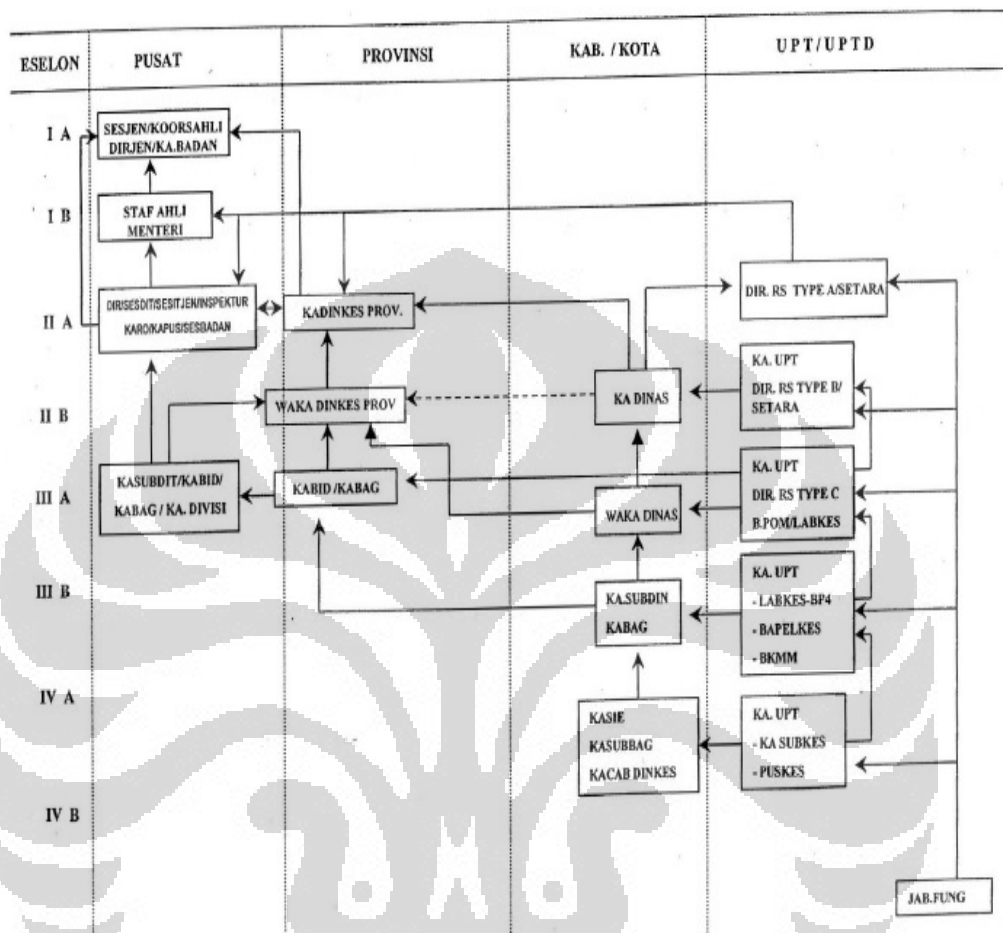 ESELON
PUSAT
PROVINSI
KAB. / KOTA
UPT/UPTD
I A
SESJEN/KOORSAHLI
DIRJEN/KA.BADAN
I B
STAF AHLI
MENTERI
II A
DIR/SESDIT/SESITJEN/INSPEKTUR
KARO/KAPUS/SESBADAN
KADINKES PROV.
DIR. RS TYPE A/SETARA
II B
WAKA DINKES PROV
KA DINAS
KA. UPT
DIR. RS TYPE B/
SETARA
III A
KASUBDIT/KABID/
KABAG / KA. DIVISI
KABID /KABAG
WAKA DINAS
KA. UPT
DIR. RS TYPE C
B.POM/LABKES
III B
KA.SUBDIN
KABAG
KA. UPT
- LABKES-BP4
- BAPELKES
- BKMM
IV A
KASIE
KASUBBAG
KACAB DINKES
KA. UPT
- KA SUBKES
- PUSKES
IV B
JAB.FUNG